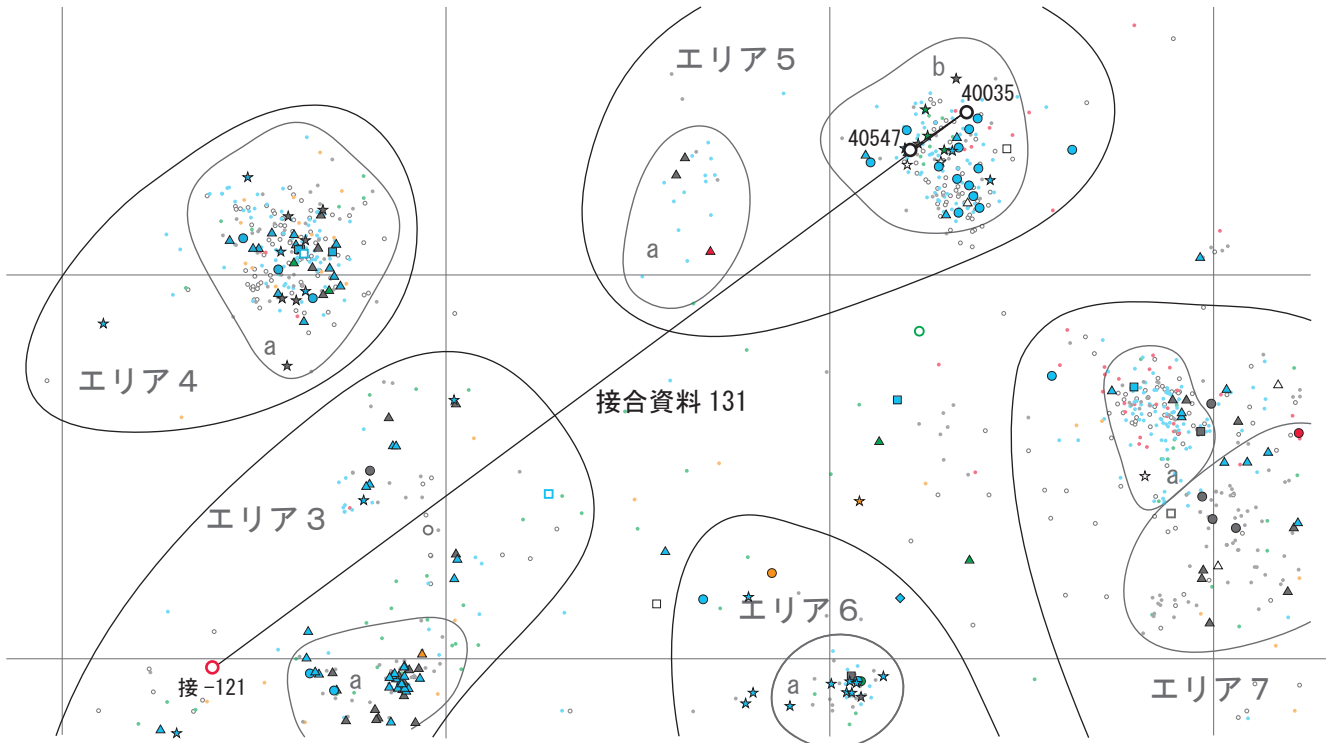 エリア５
b
40035
40547
a
a
エリア４
接合資料 131
エリア３
a
エリア６
a
接－121
a
エリア７